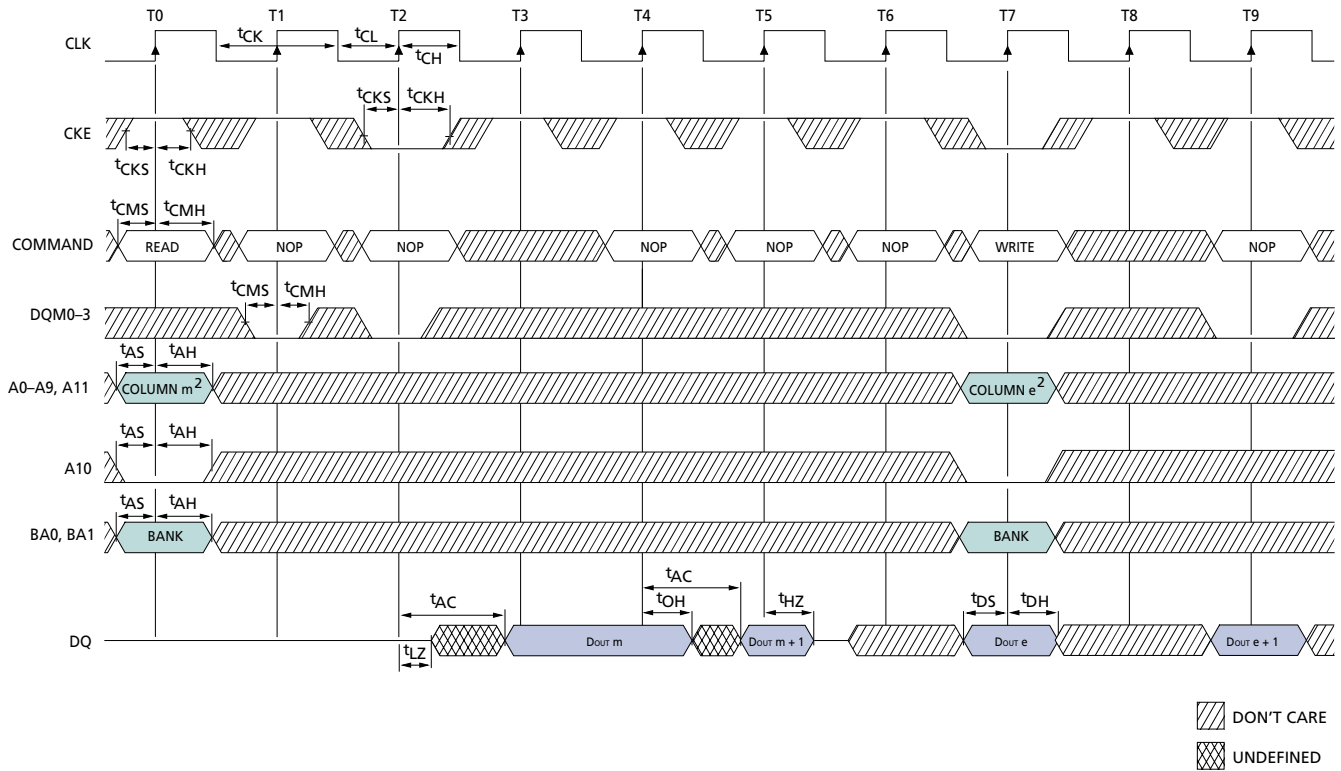 T0 T1 T2 T3 T4 T5 T6 T7 T8 T9
CLK tCK tCL tCH
tCKS tCKH
CKE
tCKS tCKH
tCMS tCMH
COMMAND READ NOP NOP NOP NOP NOP WRITE NOP
tCMS tCMH
DQM0–3
tAS tAH
A0–A9, A11 COLUMN m2 COLUMN e2
tAS tAH
A10
tAS tAH
BA0, BA1 BANK BANK
tAC tAC tOH tHZ tDS tDH
DQ DOUT m DOUT m + 1 DOUT e DOUT e + 1
tLZ
DON'T CARE
UNDEFINED